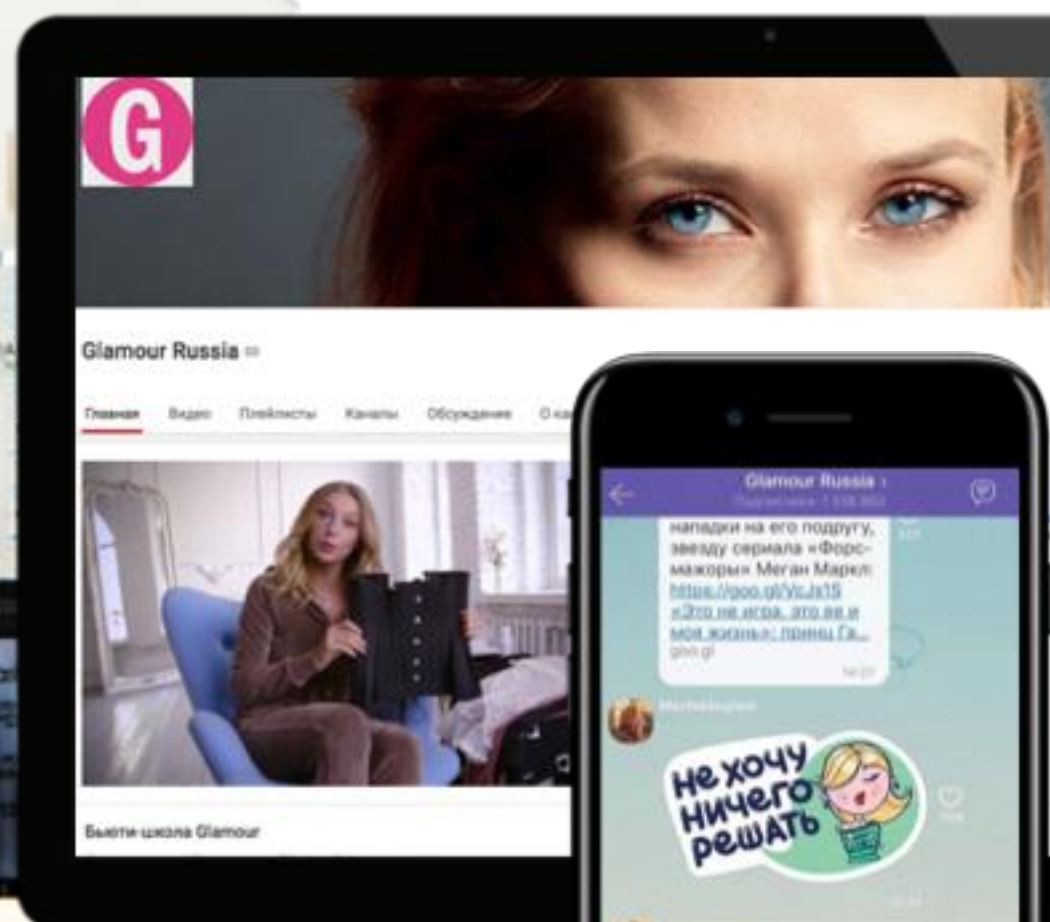 G
Glamour Russia
Главная Видео Плейлисты Каналы Обсуждение О ка
Бьюти-школа Glamour
Glamour Russia
нападки на его подругу,
звезду сериала «Форс-
мажоры» Меган Маркл:
«Это не игра, это ее и
моя жизнь»: принц Га...
goo.gl
не хочу
ничего
решать